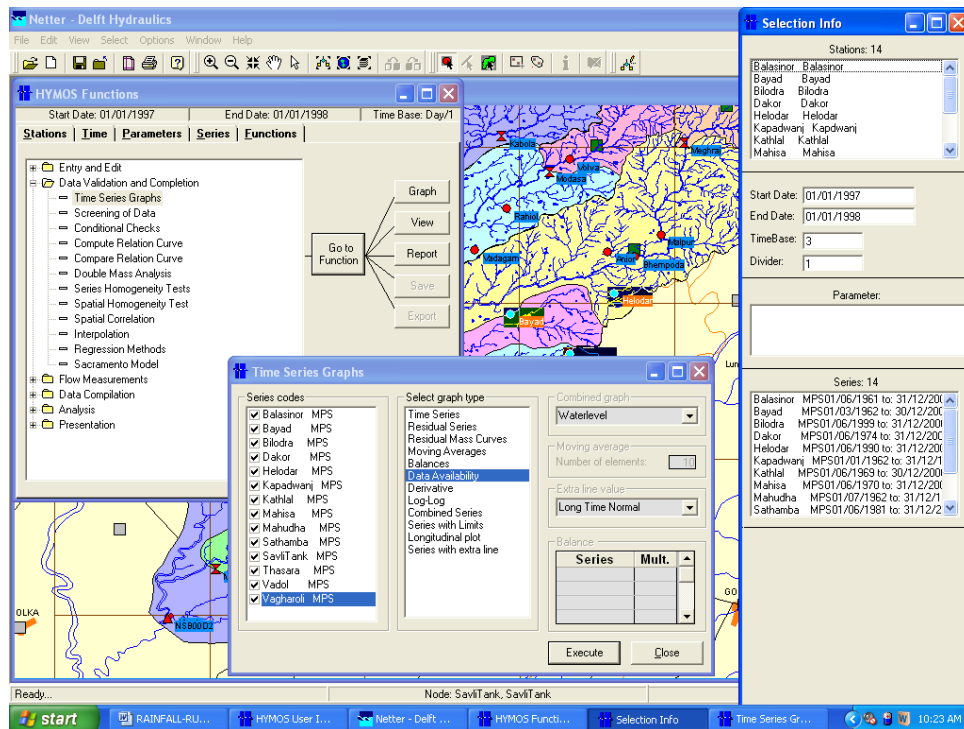 Netter - Delft Hydraulics
File Edit View Select Options Window Help
HYMOS Functions
Start Date: 01/01/1997 End Date: 01/01/1998 Time Base: Day/1
Stations Time Parameters Series Functions
Entry and Edit
Data Validation and Completion
Time Series Graphs
Screening of Data
Conditional Checks
Compute Relation Curve
Compare Relation Curve
Double Mass Analysis
Series Homogeneity Tests
Spatial Homogeneity Test
Spatial Correlation
Interpolation
Regression Methods
Sacramento Model
Flow Measurements
Data Compilation
Analysis
Presentation
Go to
Function
Graph
View
Report
Save
Export
Kabola
Volva
Meghraj
Modasa
Rahiol
Vadagam
Malpur
Anior
Bhempoda
Helodar
Bayad
Lun
OLKA
NSB00D2
GO
Time Series Graphs
Series codes
Balasinor MPS
Bayad MPS
Bilodra MPS
Dakor MPS
Helodar MPS
Kapadwanj MPS
Kathlal MPS
Mahisa MPS
Mahudha MPS
Sathamba MPS
SavliTank MPS
Thasara MPS
Vadol MPS
Vagharoli MPS
Select graph type
Time Series
Residual Series
Residual Mass Curves
Moving Averages
Balances
Data Availability
Derivative
Log-Log
Combined Series
Series with Limits
Longitudinal plot
Series with extra line
Combined graph
Waterlevel
Moving average
Number of elements: 10
Extra line value
Long Time Normal
Balance
Series Mult.
Execute Close
Selection Info
Stations: 14
Balasinor Balasinor
Bayad Bayad
Bilodra Bilodra
Dakor Dakor
Helodar Helodar
Kapadwanj Kapdwanj
Kathlal Kathlal
Mahisa Mahisa
Start Date: 01/01/1997
End Date: 01/01/1998
TimeBase: 3
Divider: 1
Parameter:
Series: 14
Balasinor MPS01/06/1961 to: 31/12/200
Bayad MPS01/03/1962 to: 30/12/200
Bilodra MPS01/06/1999 to: 31/12/200
Dakor MPS01/06/1974 to: 31/12/200
Helodar MPS01/06/1990 to: 31/12/200
Kapadwanj MPS01/01/1962 to: 31/12/1
Kathlal MPS01/06/1969 to: 30/12/200
Mahisa MPS01/06/1970 to: 31/12/200
Mahudha MPS01/07/1962 to: 31/12/1
Sathamba MPS01/06/1981 to: 31/12/2
Ready... Node: SavliTank, SavliTank
start RAINFALL-RU... HYMOS User I... Netter - Delft ... HYMOS Functi... Selection Info Time Series Gr... 10:23 AM